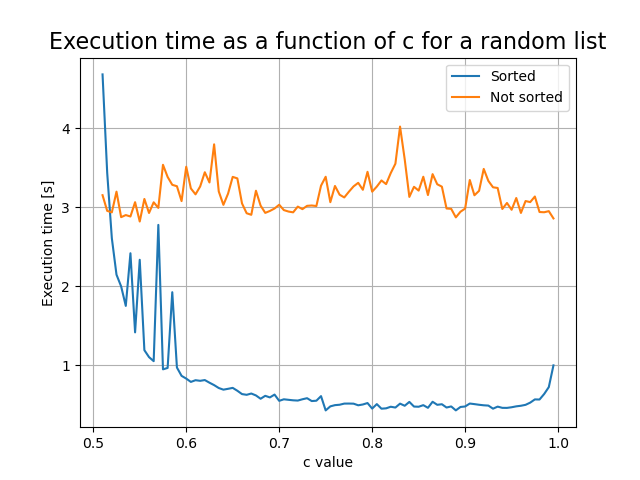 Execution time as a function of c for a random list
Sorted
Not sorted
4
3
2
1
Execution time [s]
0.5 0.6 0.7 0.8 0.9 1.0
c value